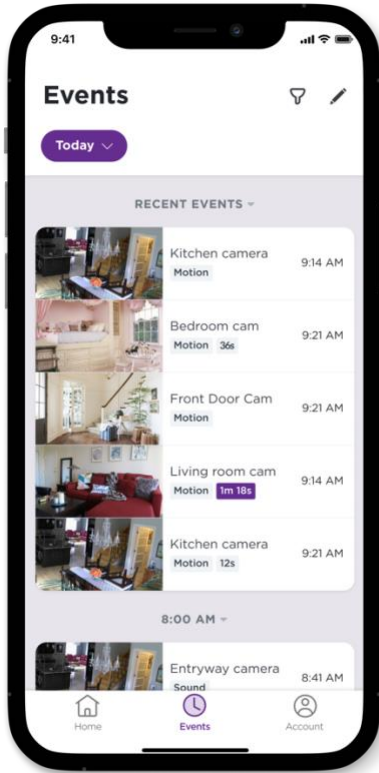 9:41
Events
Today
RECENT EVENTS
Kitchen camera
9:14 AM
Motion
Bedroom cam
9:21 AM
Motion 36s
Front Door Cam
9:21 AM
Motion
Living room cam
9:14 AM
Motion 1m 18s
Kitchen camera
9:21 AM
Motion 12s
8:00 AM
Entryway camera
8:41 AM
Sound
Home Events Account